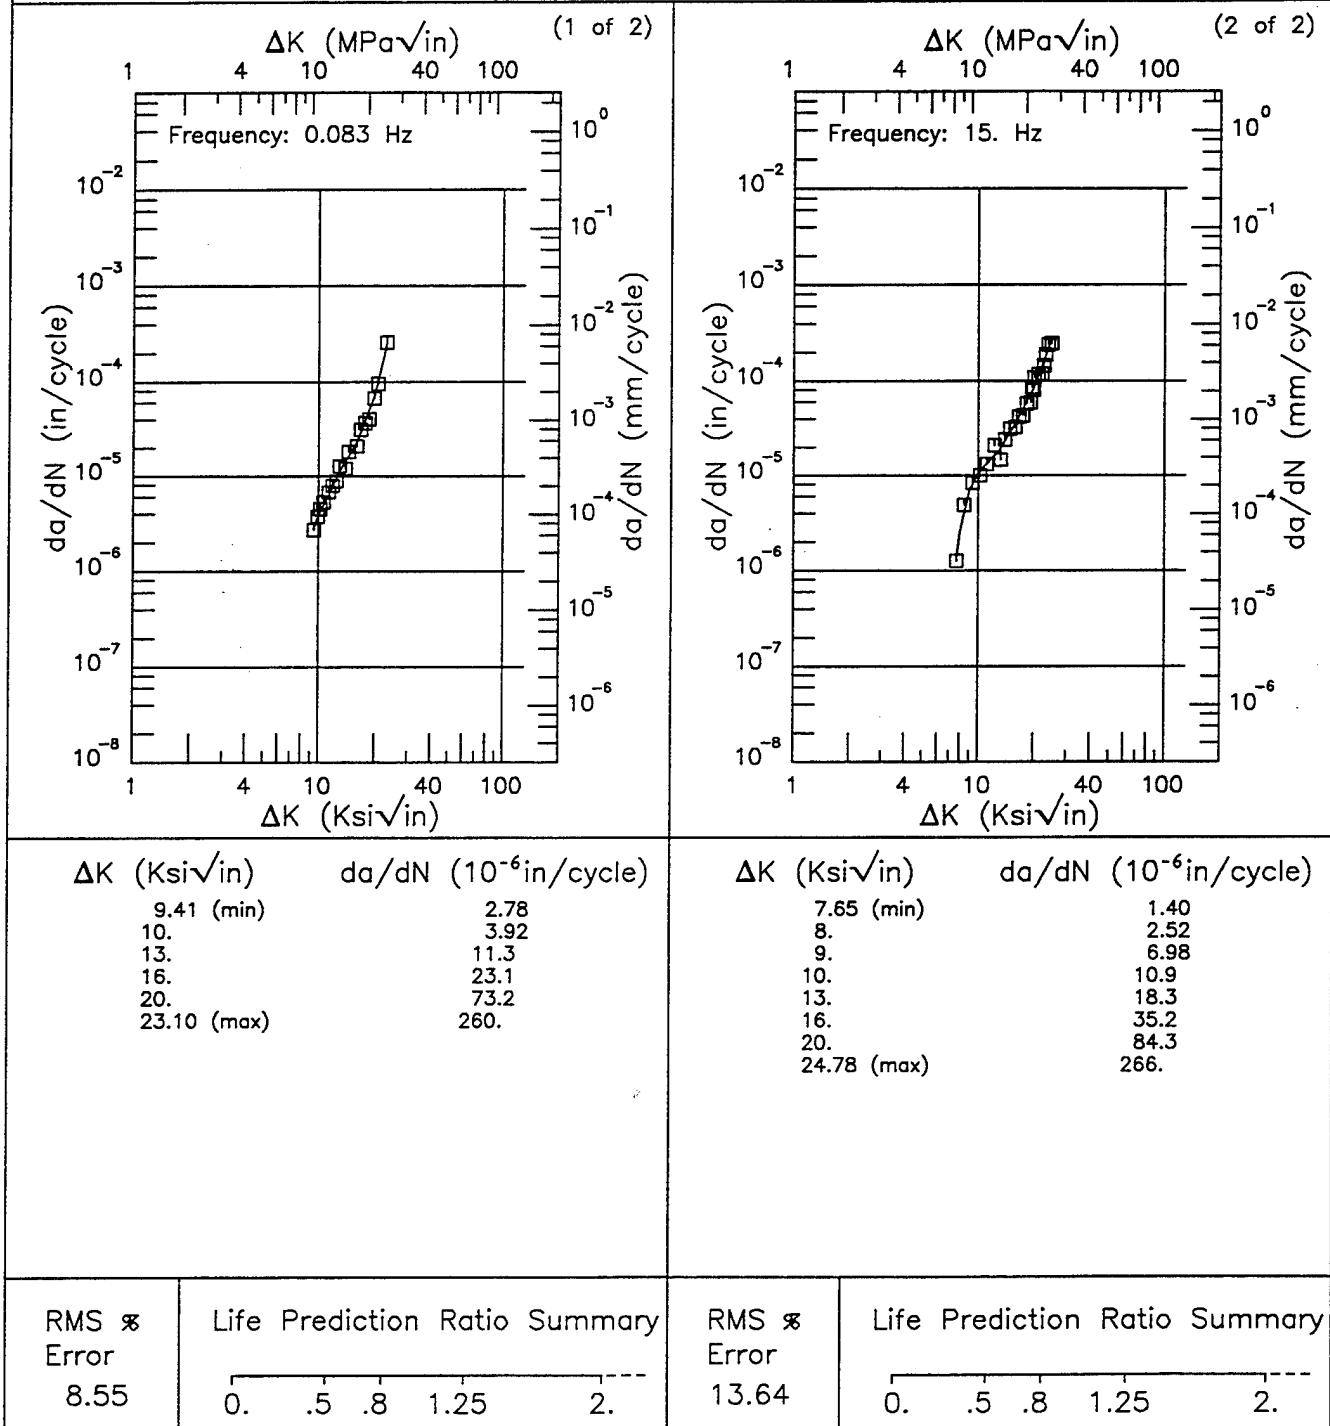 (1 of 2)
ΔK (MPa√in)
1 4 10 40 100
Frequency: 0.083 Hz
da/dN (in/cycle)
10⁻²
10⁻³
10⁻⁴
10⁻⁵
10⁻⁶
10⁻⁷
10⁻⁸
10⁰
10⁻¹
10⁻²
10⁻³
10⁻⁴
10⁻⁵
10⁻⁶
da/dN (mm/cycle)
1 4 10 40 100
ΔK (Ksi√in)
(2 of 2)
ΔK (MPa√in)
1 4 10 40 100
Frequency: 15. Hz
da/dN (in/cycle)
10⁻²
10⁻³
10⁻⁴
10⁻⁵
10⁻⁶
10⁻⁷
10⁻⁸
10⁰
10⁻¹
10⁻²
10⁻³
10⁻⁴
10⁻⁵
10⁻⁶
da/dN (mm/cycle)
1 4 10 40 100
ΔK (Ksi√in)
ΔK (Ksi√in) da/dN (10⁻⁶in/cycle)
9.41 (min) 2.78
10. 3.92
13. 11.3
16. 23.1
20. 73.2
23.10 (max) 260.
ΔK (Ksi√in) da/dN (10⁻⁶in/cycle)
7.65 (min) 1.40
8. 2.52
9. 6.98
10. 10.9
13. 18.3
16. 35.2
20. 84.3
24.78 (max) 266.
RMS %
Error
8.55
Life Prediction Ratio Summary
0. .5 .8 1.25 2.
RMS %
Error
13.64
Life Prediction Ratio Summary
0. .5 .8 1.25 2.